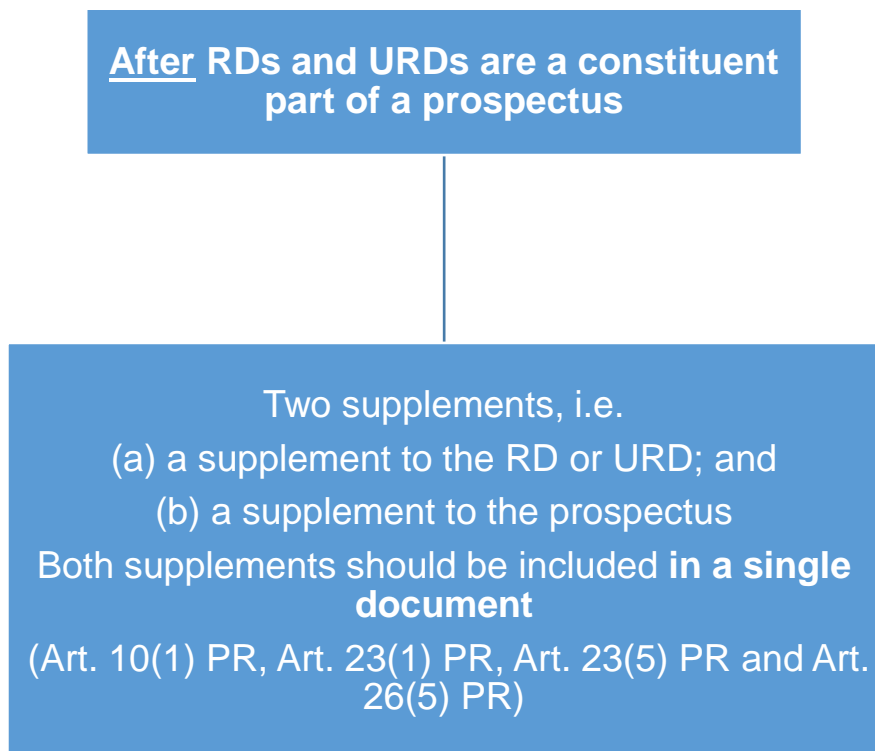 After RDs and URDs are a constituent
part of a prospectus
Two supplements, i.e.
(a) a supplement to the RD or URD; and
(b) a supplement to the prospectus
Both supplements should be included in a single
document
(Art. 10(1) PR, Art. 23(1) PR, Art. 23(5) PR and Art.
26(5) PR)